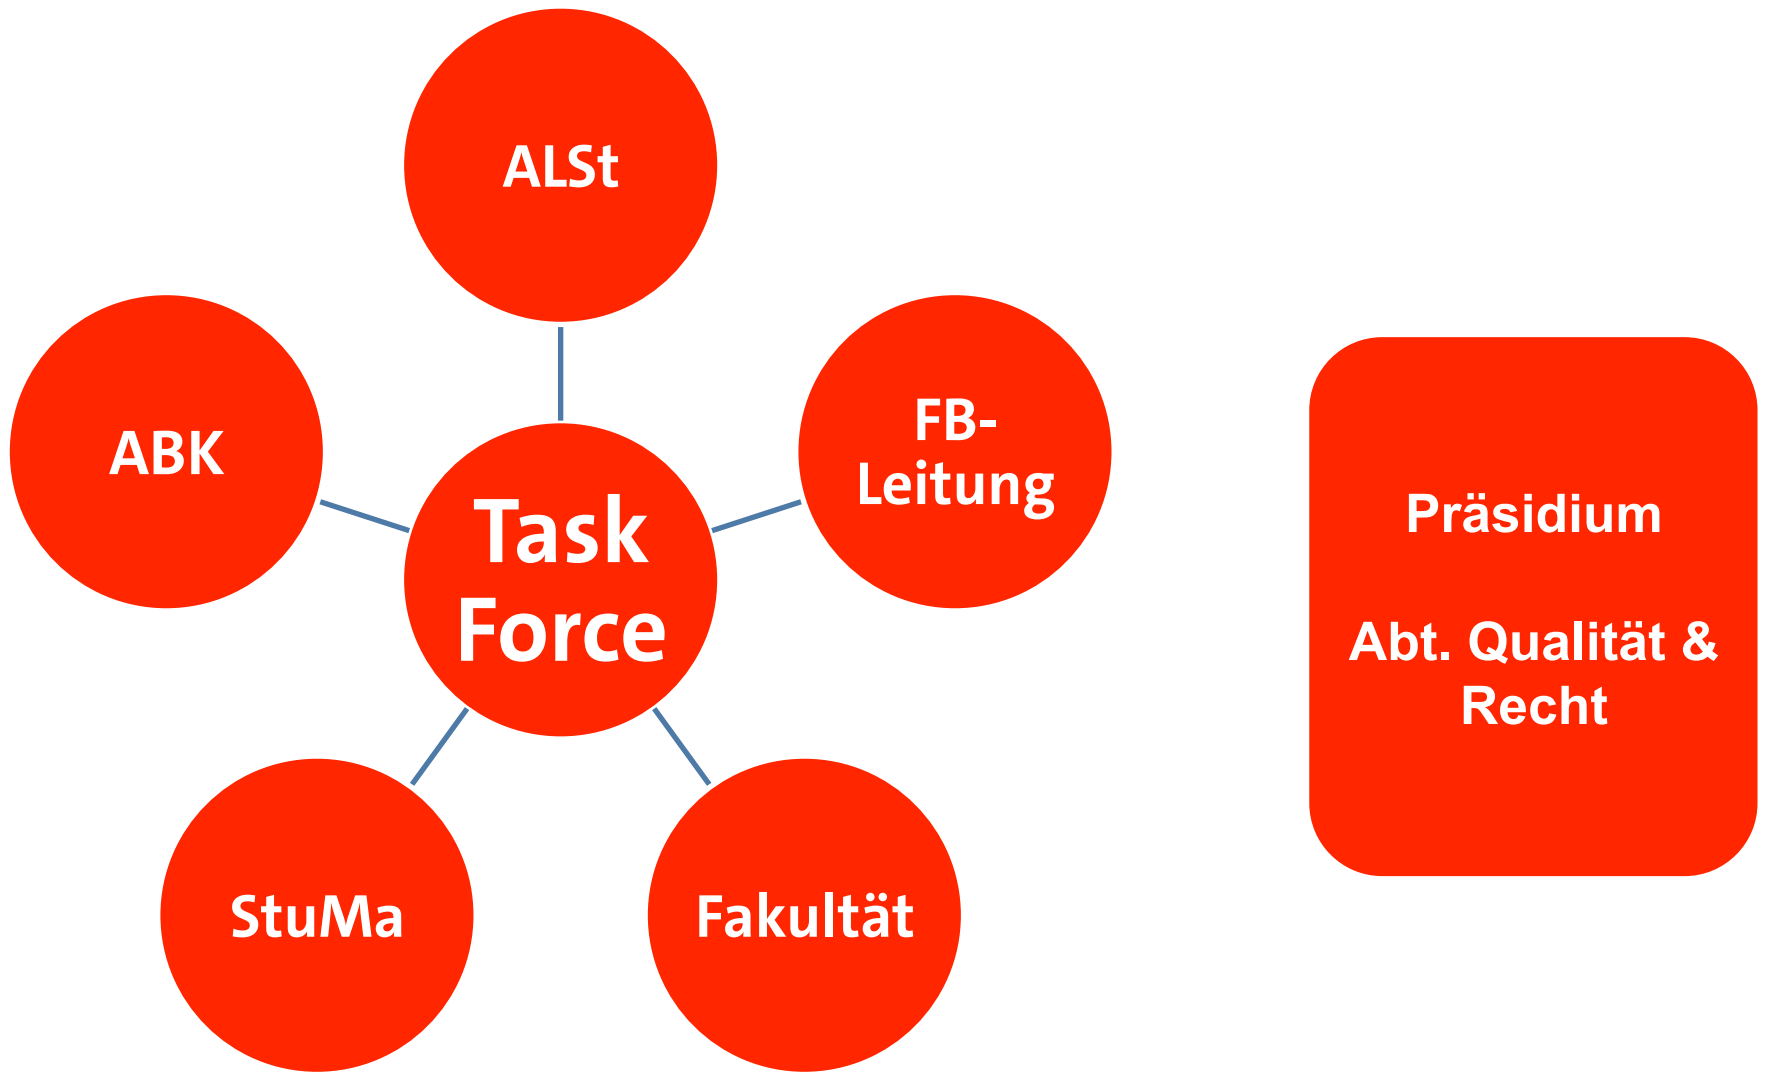 ALSt
FB-
Leitung
ABK
Task
Force
StuMa
Fakultät
Präsidium
Abt. Qualität &
Recht